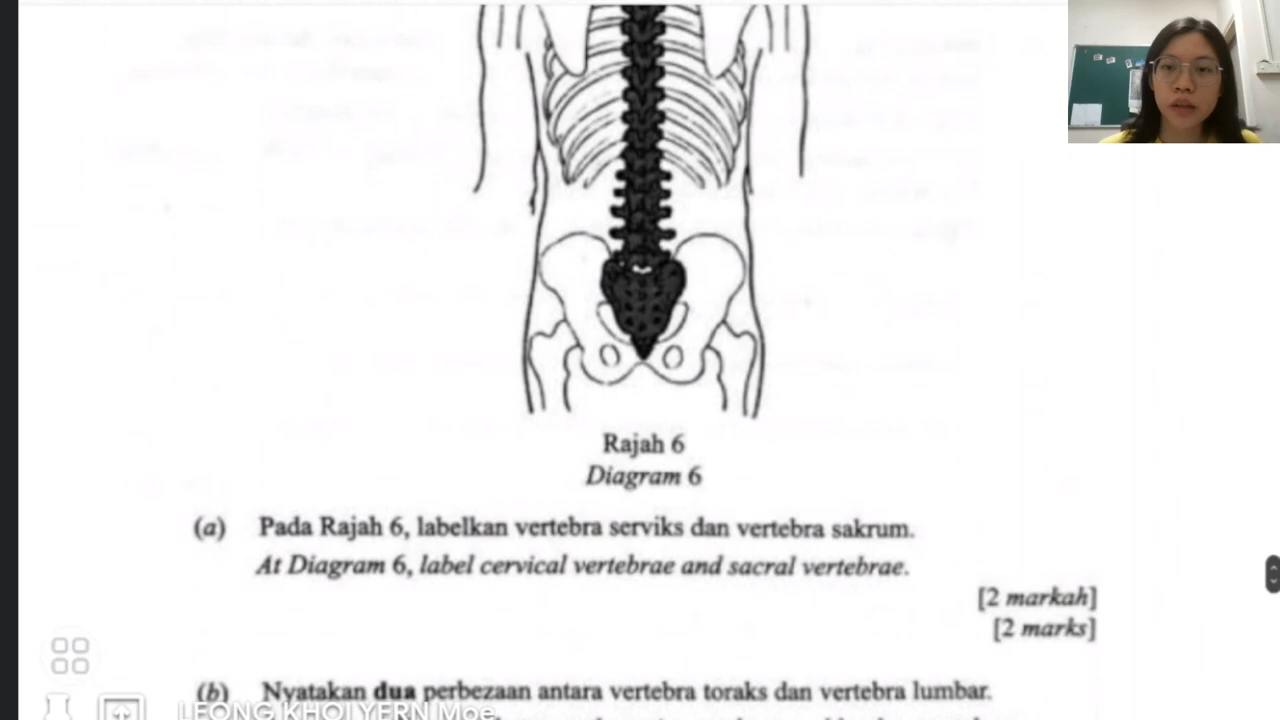 Rajah 6
Diagram 6
(a) Pada Rajah 6, labelkan vertebra serviks dan vertebra sakrum.
At Diagram 6, label cervical vertebrae and sacral vertebrae.
[2 markah]
[2 marks]
(b) Nyatakan dua perbezaan antara vertebra toraks dan vertebra lumbar.
LEONG KHOI YERN Moe